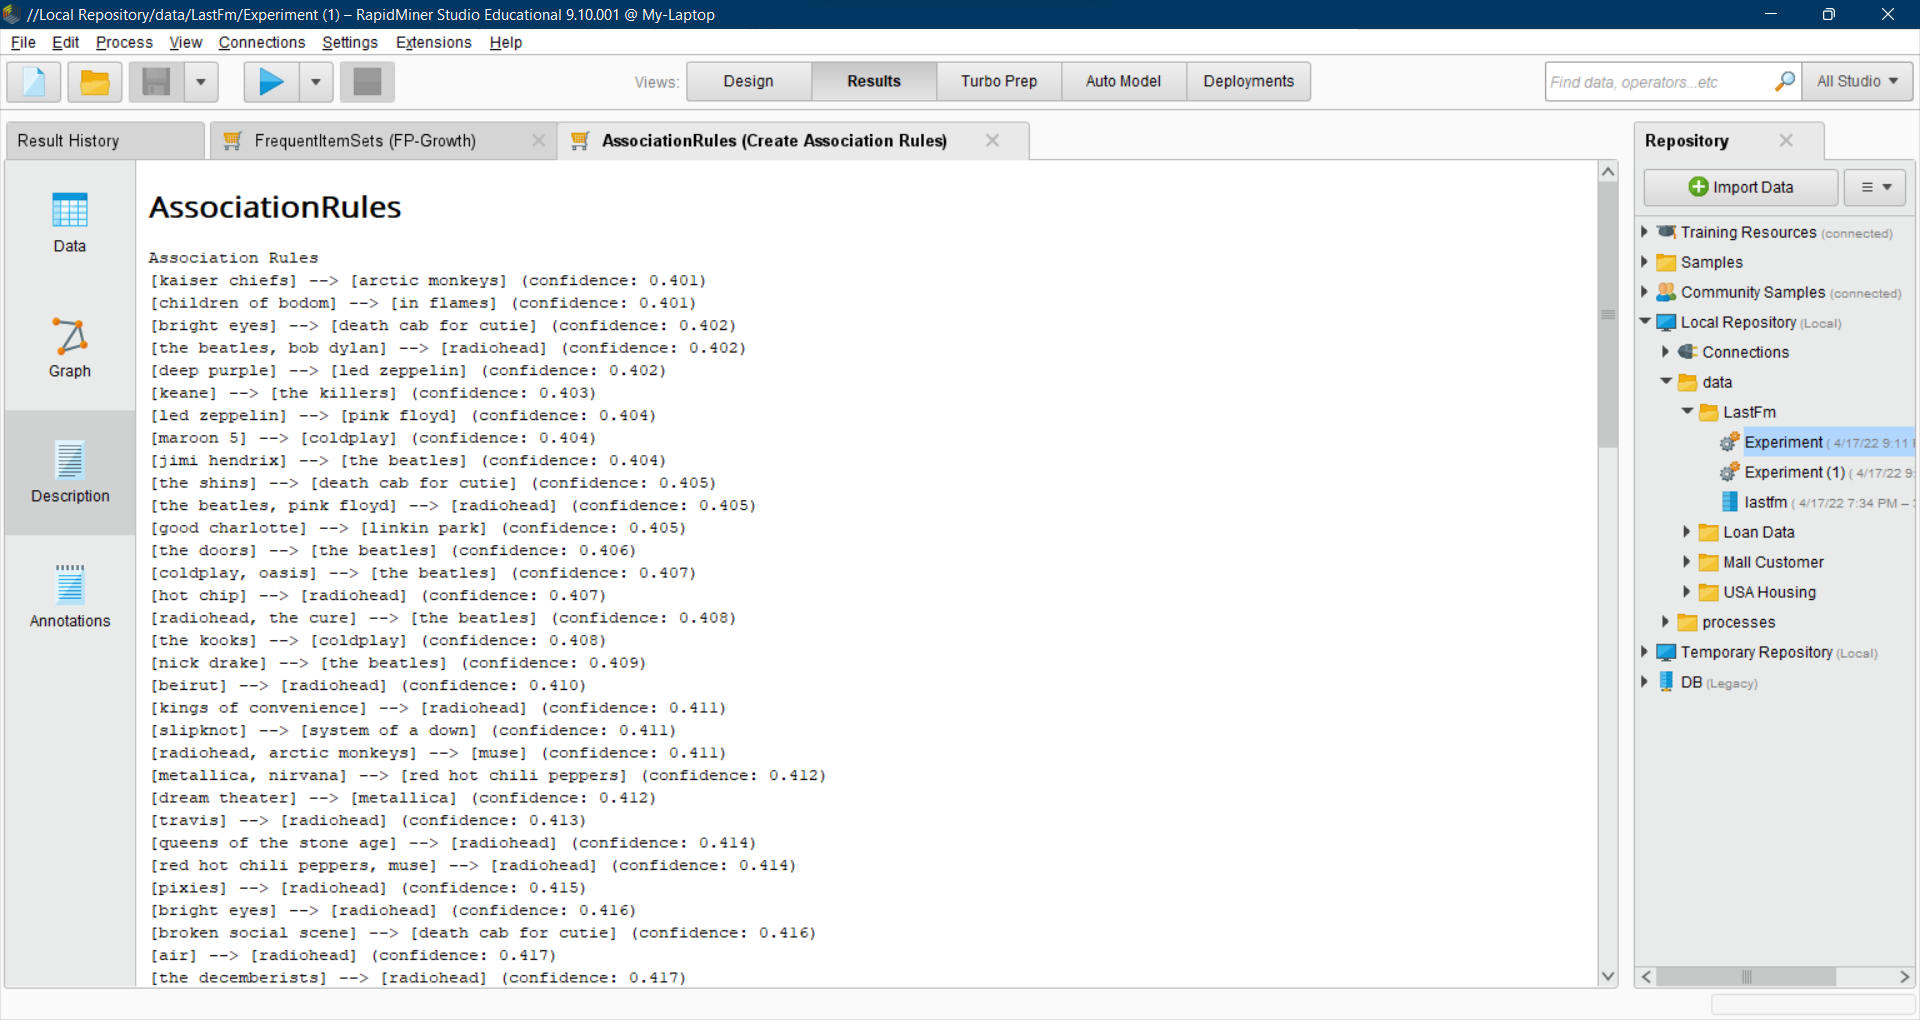 //Local Repository/data/LastFm/Experiment (1) – RapidMiner Studio Educational 9.10.001 @ My-Laptop
File Edit Process View Connections Settings Extensions Help
Views: Design Results Turbo Prep Auto Model Deployments
Find data, operators...etc All Studio
Result History
FrequentItemSets (FP-Growth)
AssociationRules (Create Association Rules)
Data
Graph
Description
Annotations
AssociationRules
Association Rules
[kaiser chiefs] --> [arctic monkeys] (confidence: 0.401)
[children of bodom] --> [in flames] (confidence: 0.401)
[bright eyes] --> [death cab for cutie] (confidence: 0.402)
[the beatles, bob dylan] --> [radiohead] (confidence: 0.402)
[deep purple] --> [led zeppelin] (confidence: 0.402)
[keane] --> [the killers] (confidence: 0.403)
[led zeppelin] --> [pink floyd] (confidence: 0.404)
[maroon 5] --> [coldplay] (confidence: 0.404)
[jimi hendrix] --> [the beatles] (confidence: 0.404)
[the shins] --> [death cab for cutie] (confidence: 0.405)
[the beatles, pink floyd] --> [radiohead] (confidence: 0.405)
[good charlotte] --> [linkin park] (confidence: 0.405)
[the doors] --> [the beatles] (confidence: 0.406)
[coldplay, oasis] --> [the beatles] (confidence: 0.407)
[hot chip] --> [radiohead] (confidence: 0.407)
[radiohead, the cure] --> [the beatles] (confidence: 0.408)
[the kooks] --> [coldplay] (confidence: 0.408)
[nick drake] --> [the beatles] (confidence: 0.409)
[beirut] --> [radiohead] (confidence: 0.410)
[kings of convenience] --> [radiohead] (confidence: 0.411)
[slipknot] --> [system of a down] (confidence: 0.411)
[radiohead, arctic monkeys] --> [muse] (confidence: 0.411)
[metallica, nirvana] --> [red hot chili peppers] (confidence: 0.412)
[dream theater] --> [metallica] (confidence: 0.412)
[travis] --> [radiohead] (confidence: 0.413)
[queens of the stone age] --> [radiohead] (confidence: 0.414)
[red hot chili peppers, muse] --> [radiohead] (confidence: 0.414)
[pixies] --> [radiohead] (confidence: 0.415)
[bright eyes] --> [radiohead] (confidence: 0.416)
[broken social scene] --> [death cab for cutie] (confidence: 0.416)
[air] --> [radiohead] (confidence: 0.417)
[the decemberists] --> [radiohead] (confidence: 0.417)
Repository
Import Data
Training Resources (connected)
Samples
Community Samples (connected)
Local Repository (Local)
Connections
data
LastFm
Experiment ( 4/17/22 9:11
Experiment (1) ( 4/17/22 9:
lastfm ( 4/17/22 7:34 PM –
Loan Data
Mall Customer
USA Housing
processes
Temporary Repository (Local)
DB (Legacy)